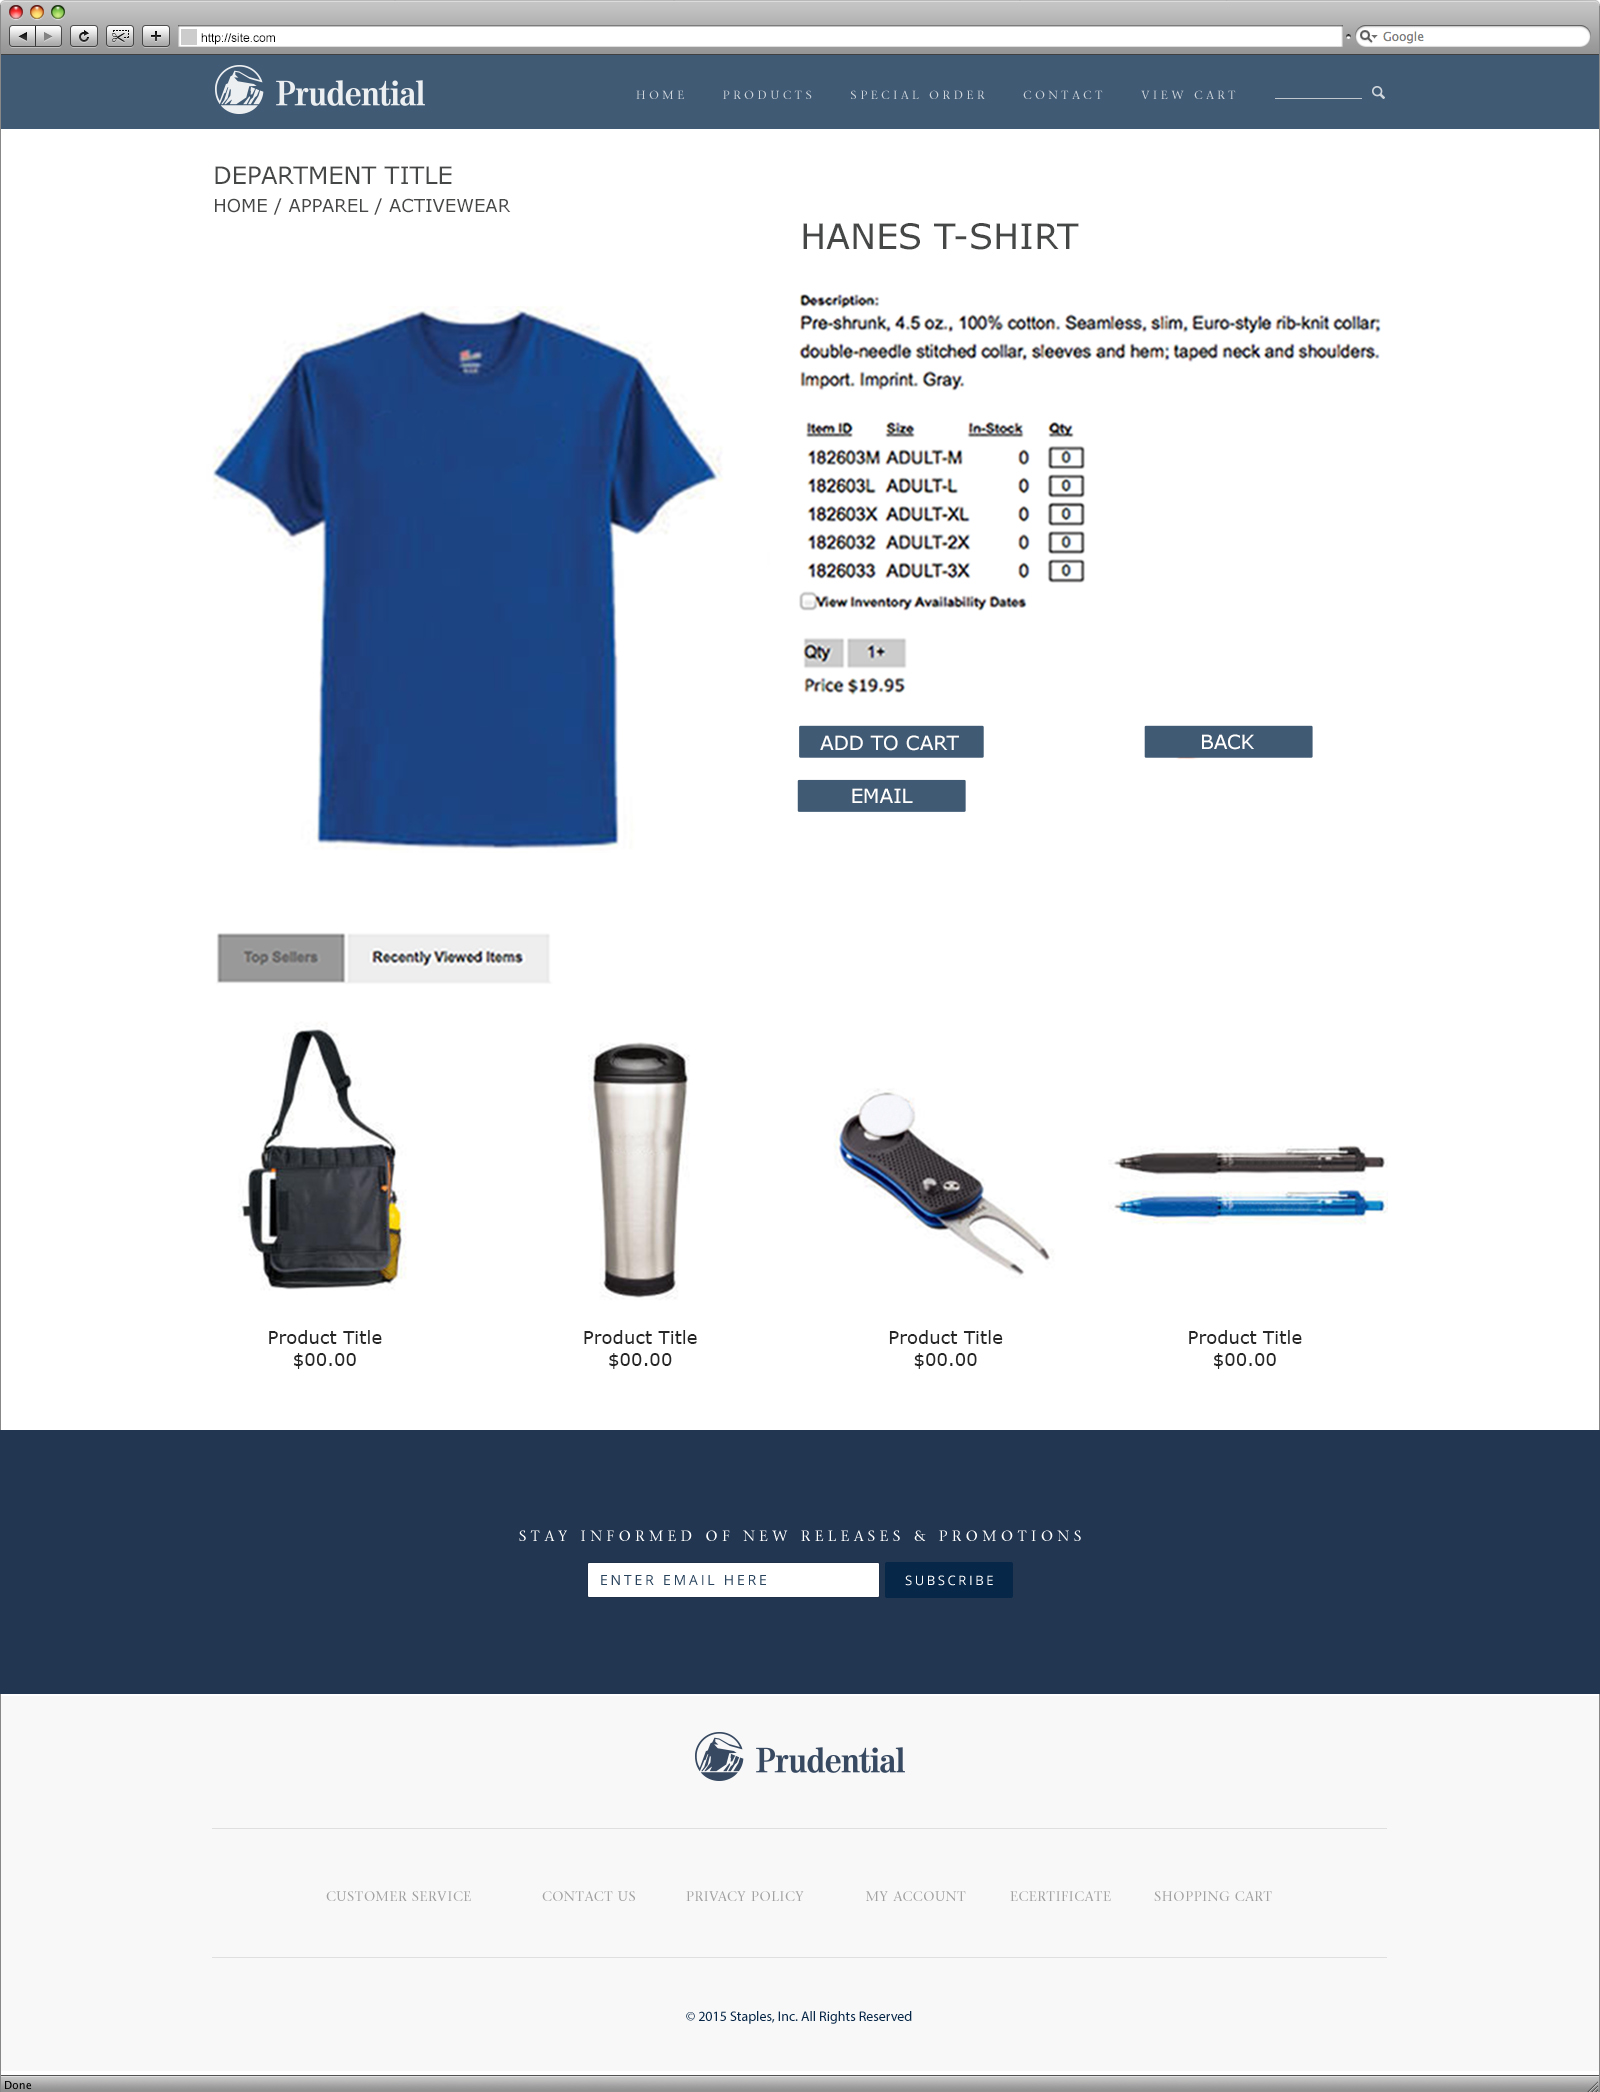 http://site.com
Google
Prudential
HOME PRODUCTS SPECIAL ORDER CONTACT VIEW CART
DEPARTMENT TITLE
HOME / APPAREL / ACTIVEWEAR
HANES T-SHIRT
Description:
Pre-shrunk, 4.5 oz., 100% cotton. Seamless, slim, Euro-style rib-knit collar;
double-needle stitched collar, sleeves and hem; taped neck and shoulders.
Import. Imprint. Gray.
Item ID Size In-Stock Qty
182603M ADULT-M 0 0
182603L ADULT-L 0 0
182603X ADULT-XL 0 0
1826032 ADULT-2X 0 0
1826033 ADULT-3X 0 0
View Inventory Availability Dates
Qty 1+
Price $19.95
ADD TO CART BACK
EMAIL
Top Sellers Recently Viewed Items
Product Title Product Title Product Title Product Title
$00.00 $00.00 $00.00 $00.00
STAY INFORMED OF NEW RELEASES & PROMOTIONS
ENTER EMAIL HERE SUBSCRIBE
Prudential
CUSTOMER SERVICE CONTACT US PRIVACY POLICY MY ACCOUNT ECERTIFICATE SHOPPING CART
© 2015 Staples, Inc. All Rights Reserved
Done